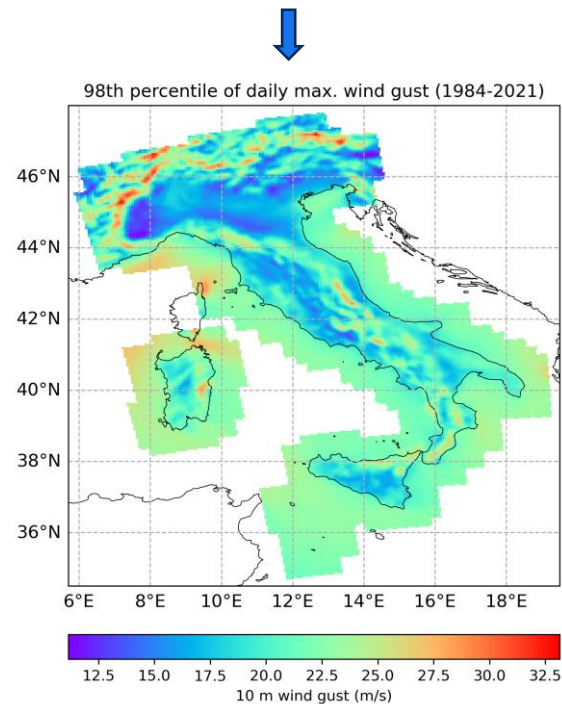 98th percentile of daily max. wind gust (1984-2021)
46°N
44°N
42°N
40°N
38°N
36°N
6°E 8°E 10°E 12°E 14°E 16°E 18°E
12.5 15.0 17.5 20.0 22.5 25.0 27.5 30.0 32.5
10 m wind gust (m/s)